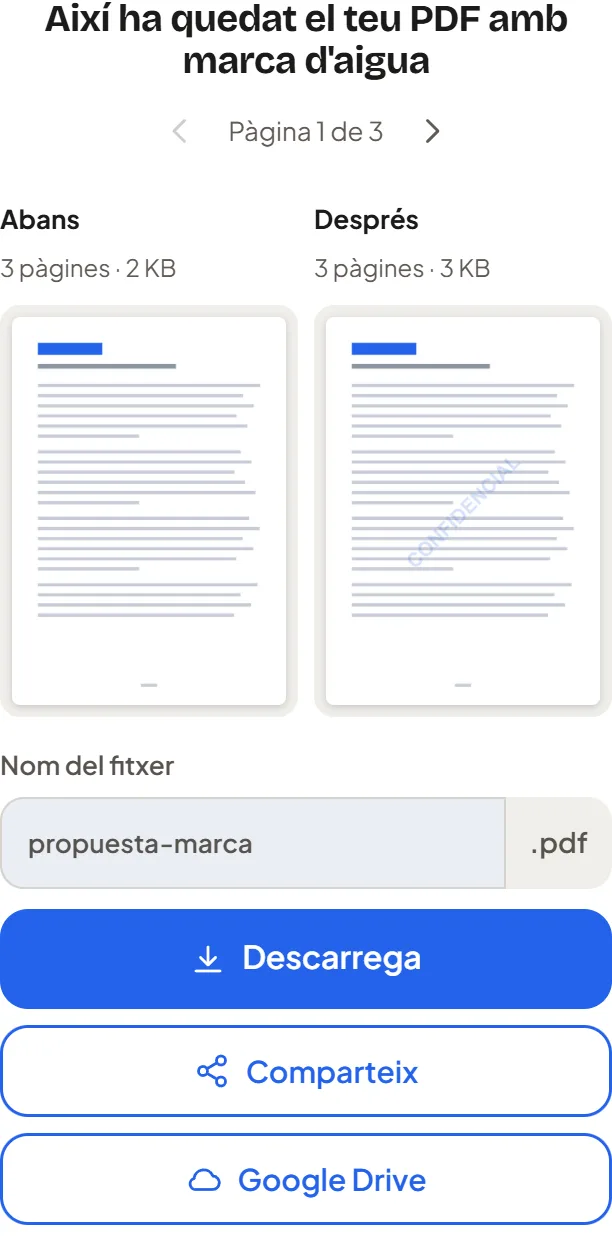 Així ha quedat el teu PDF amb
marca d'aigua
Pàgina 1 de 3
Abans
3 pàgines · 2 KB
Després
3 pàgines · 3 KB
CONFIDENCIAL
Nom del fitxer
propuesta-marca
.pdf
Descarrega
Comparteix
Google Drive